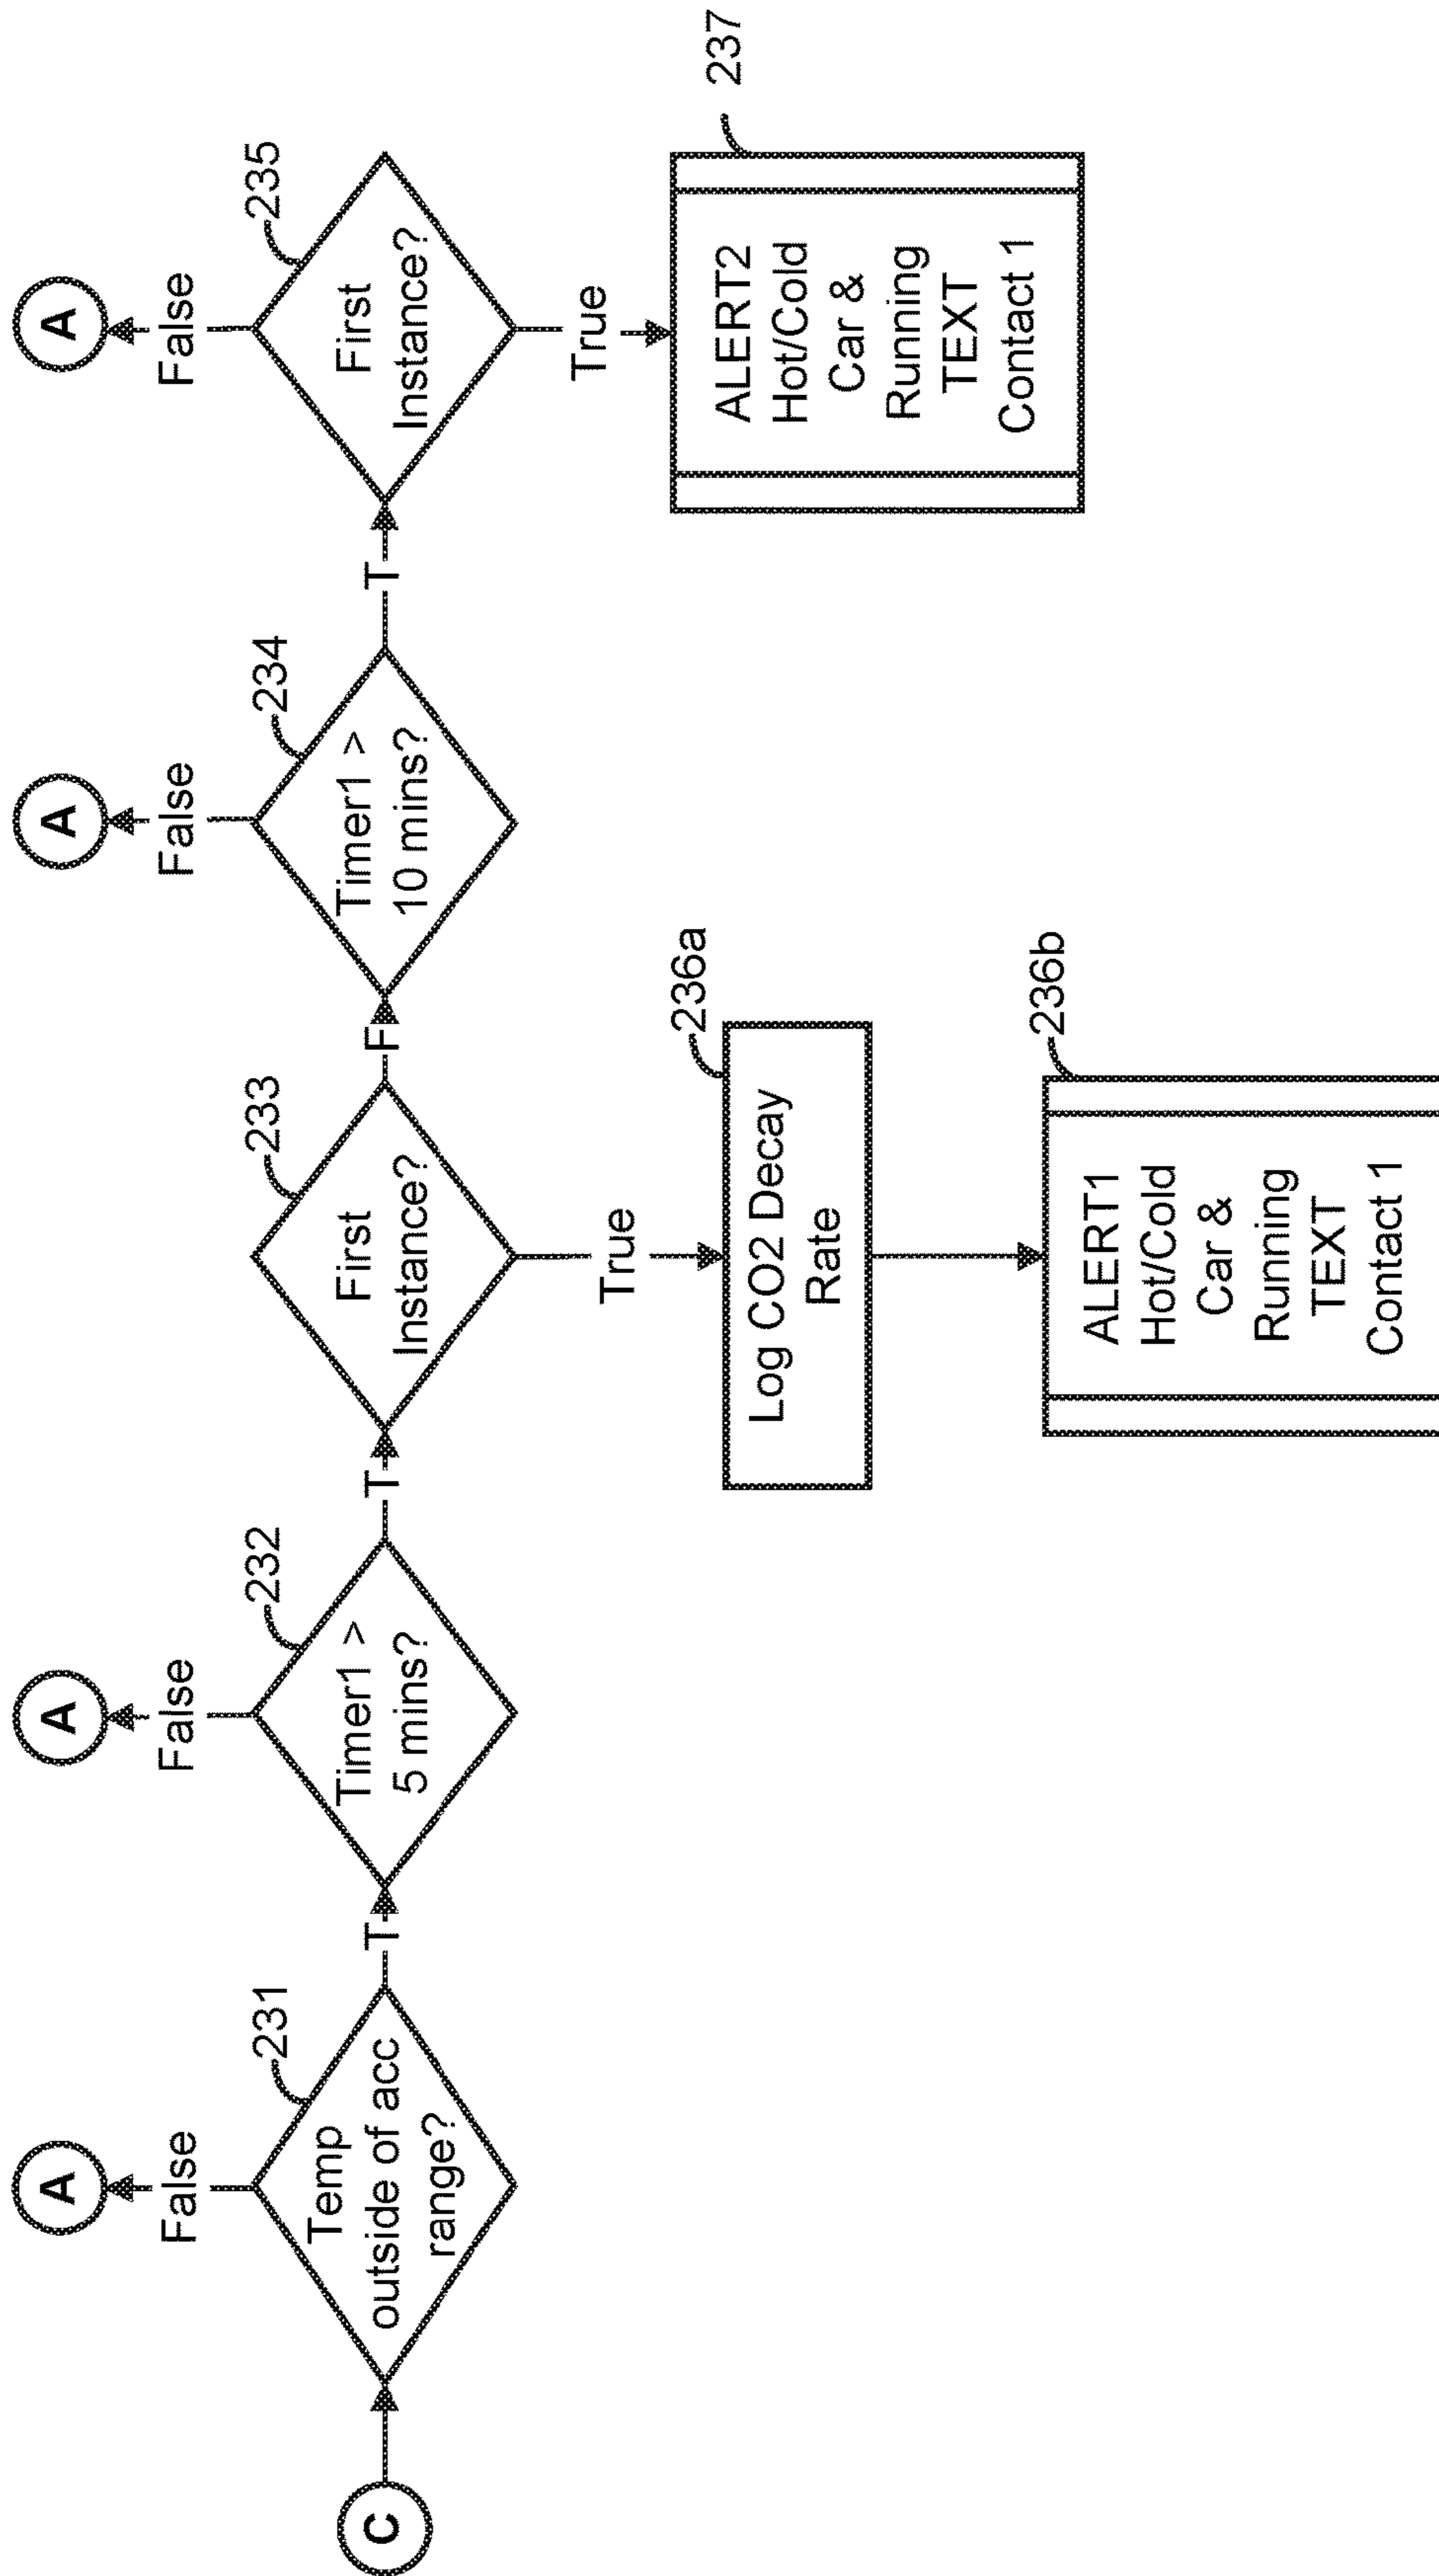 C
A
False
231
Temp
outside of acc
range?
T
A
False
232
Timer1 >
5 mins?
T
233
First
Instance?
True
236a
Log CO2 Decay
Rate
236b
ALERT1
Hot/Cold
Car &
Running
TEXT
Contact 1
F
A
False
234
Timer1 >
10 mins?
T
A
False
235
First
Instance?
True
237
ALERT2
Hot/Cold
Car &
Running
TEXT
Contact 1